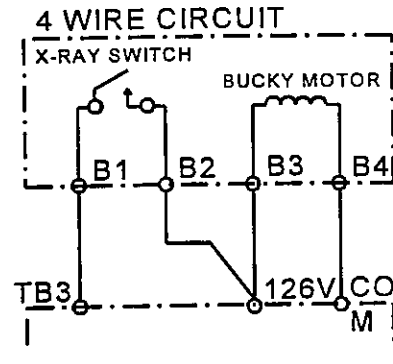 4 WIRE CIRCUIT
X-RAY SWITCH
BUCKY MOTOR
B1 B2 B3 B4
TB3 126V CO
M